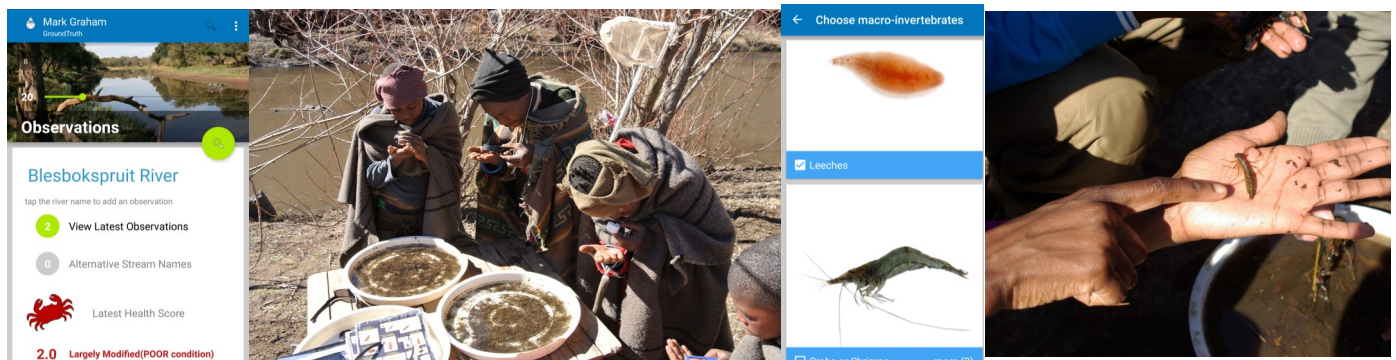 Mark Graham
GroundTruth
8
20
Observations
Blesbokspruit River
tap the river name to add an observation
2 View Latest Observations
0 Alternative Stream Names
Latest Health Score
2.0 Largely Modified(POOR condition)
Choose macro-invertebrates
Leeches